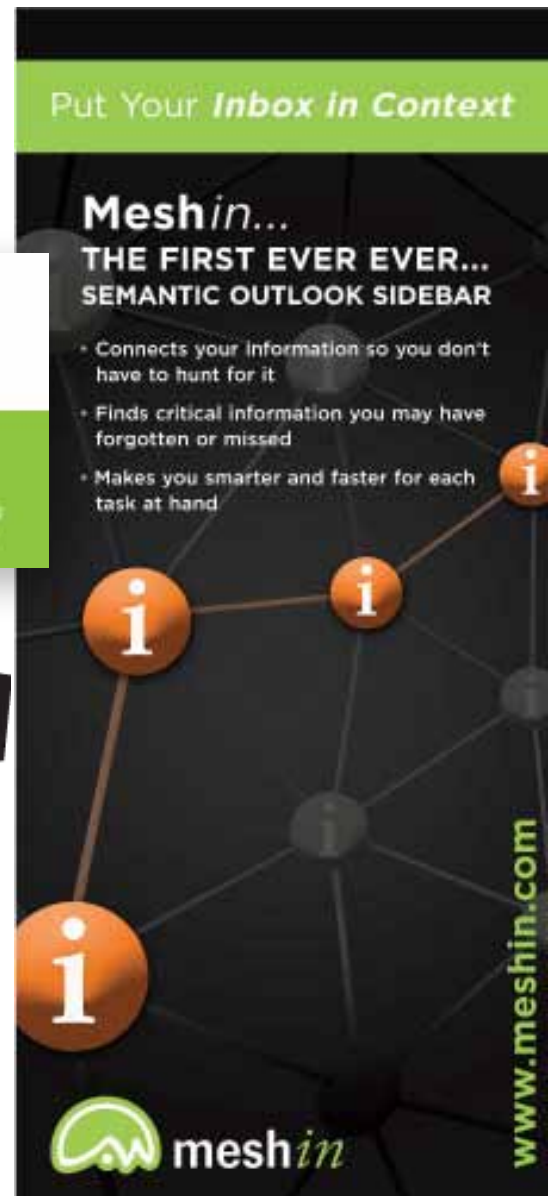 Put Your Inbox in Context
Meshin...
THE FIRST EVER EVER...
SEMANTIC OUTLOOK SIDEBAR
• Connects your information so you don't
have to hunt for it
• Finds critical information you may have
forgotten or missed
• Makes you smarter and faster for each
task at hand
i
i
i
i
www.meshin.com
meshin